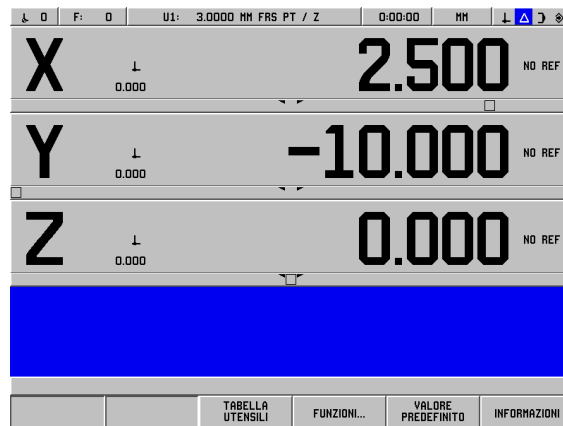 0 F: 0 U1: 3.0000 MM FRS PT / Z 0:00:00 MM
X 0.000 2.500 NO REF
Y 0.000 -10.000 NO REF
Z 0.000 0.000 NO REF
TABELLA UTENSILI FUNZIONI... VALORE PREDEFINITO INFORMAZIONI